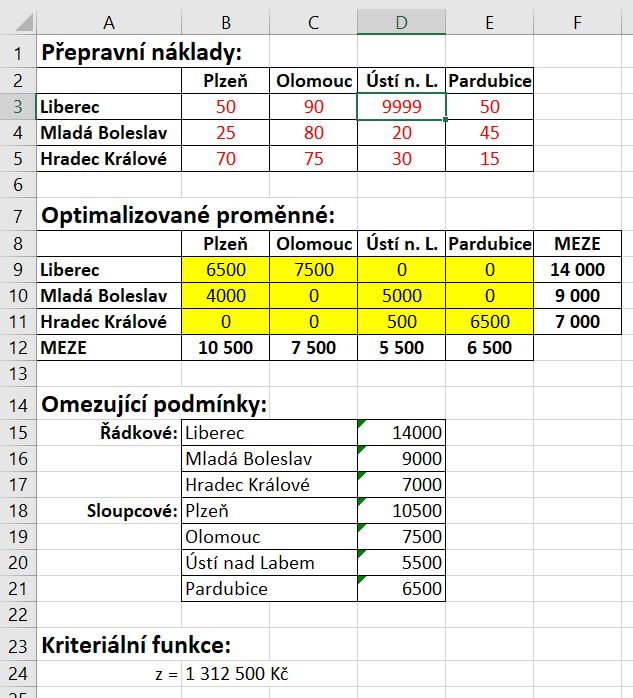 A B C D E F
1 Přepravní náklady:
2 Plzeň Olomouc Ústí n. L. Pardubice
3 Liberec 50 90 9999 50
4 Mladá Boleslav 25 80 20 45
5 Hradec Králové 70 75 30 15
6
7 Optimalizované proměnné:
8 Plzeň Olomouc Ústí n. L. Pardubice MEZE
9 Liberec 6500 7500 0 0 14 000
10 Mladá Boleslav 4000 0 5000 0 9 000
11 Hradec Králové 0 0 500 6500 7 000
12 MEZE 10 500 7 500 5 500 6 500
13
14 Omezující podmínky:
15 Řádkové: Liberec 14000
16 Mladá Boleslav 9000
17 Hradec Králové 7000
18 Sloupcové: Plzeň 10500
19 Olomouc 7500
20 Ústí nad Labem 5500
21 Pardubice 6500
22
23 Kriteriální funkce:
24 z = 1 312 500 Kč
25